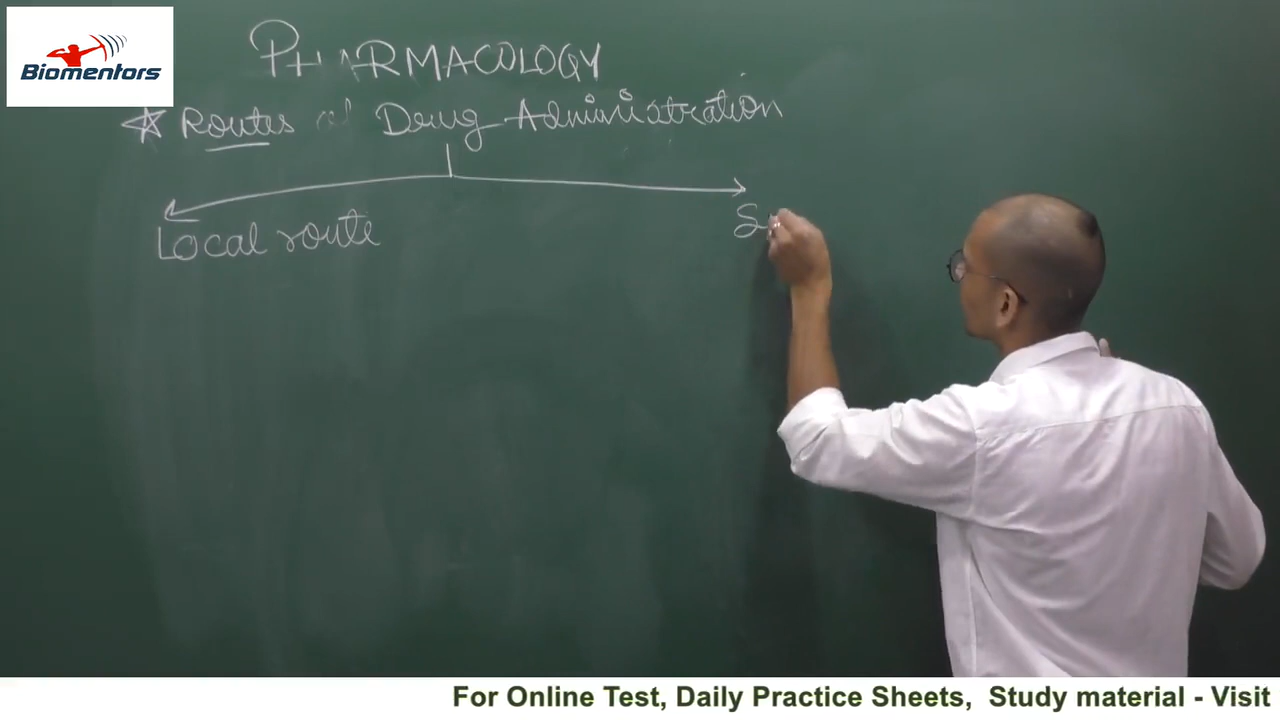 Biomentors
PHARMACOLOGY
Routes of Drug Administration
Local route
S
For Online Test, Daily Practice Sheets, Study material - Visit